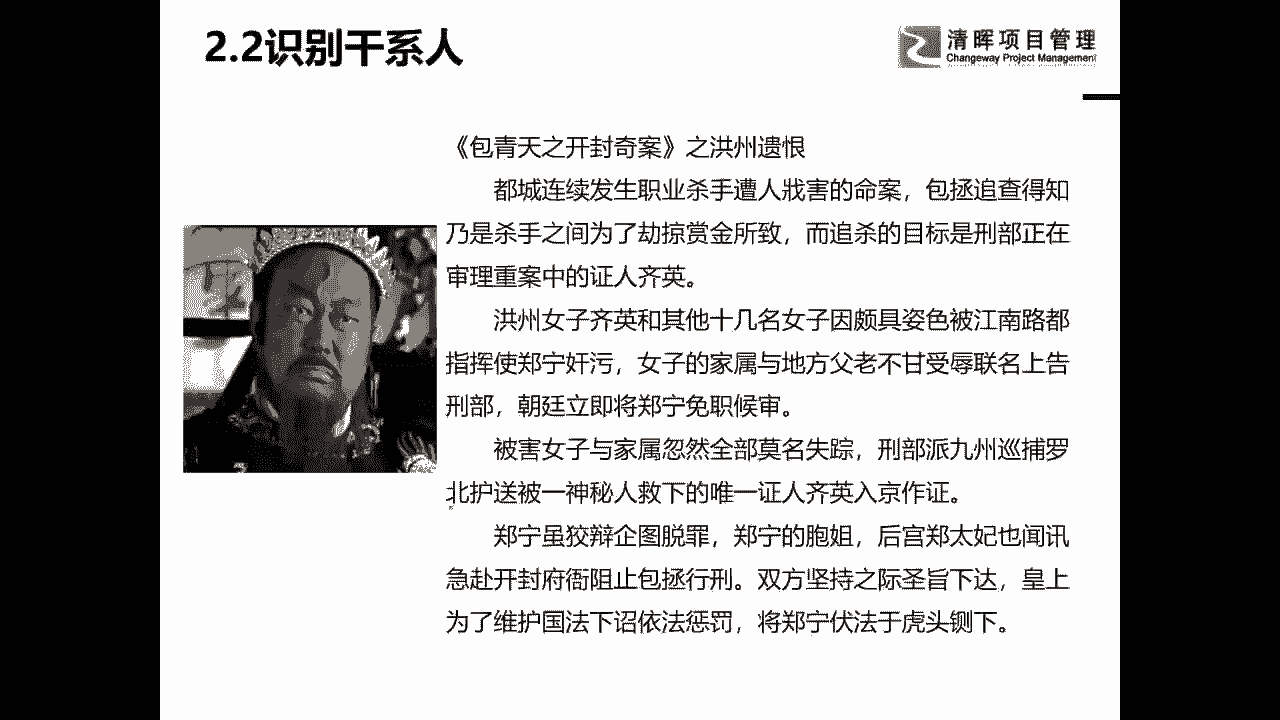 2.2识别干系人
清晖项目管理
Changeway Project Management
《包青天之开封奇案》之洪州遗恨
都城连续发生职业杀手遭人戕害的命案，包拯追查得知
乃是杀手之间为了劫掠赏金所致，而追杀的目标是刑部正在
审理重案中的证人齐英。
洪州女子齐英和其他十几名女子因颇具姿色被江南路都
指挥使郑宁奸污，女子的家属与地方父老不甘受辱联名上告
刑部，朝廷立即将郑宁免职候审。
被害女子与家属忽然全部莫名失踪，刑部派九州巡捕罗
北护送被一神秘人救下的唯一证人齐英入京作证。
郑宁虽狡辩企图脱罪，郑宁的胞姐，后宫郑太妃也闻讯
急赴开封府衙阻止包拯行刑。双方坚持之际圣旨下达，皇上
为了维护国法下诏依法惩罚，将郑宁伏法于虎头铡下。